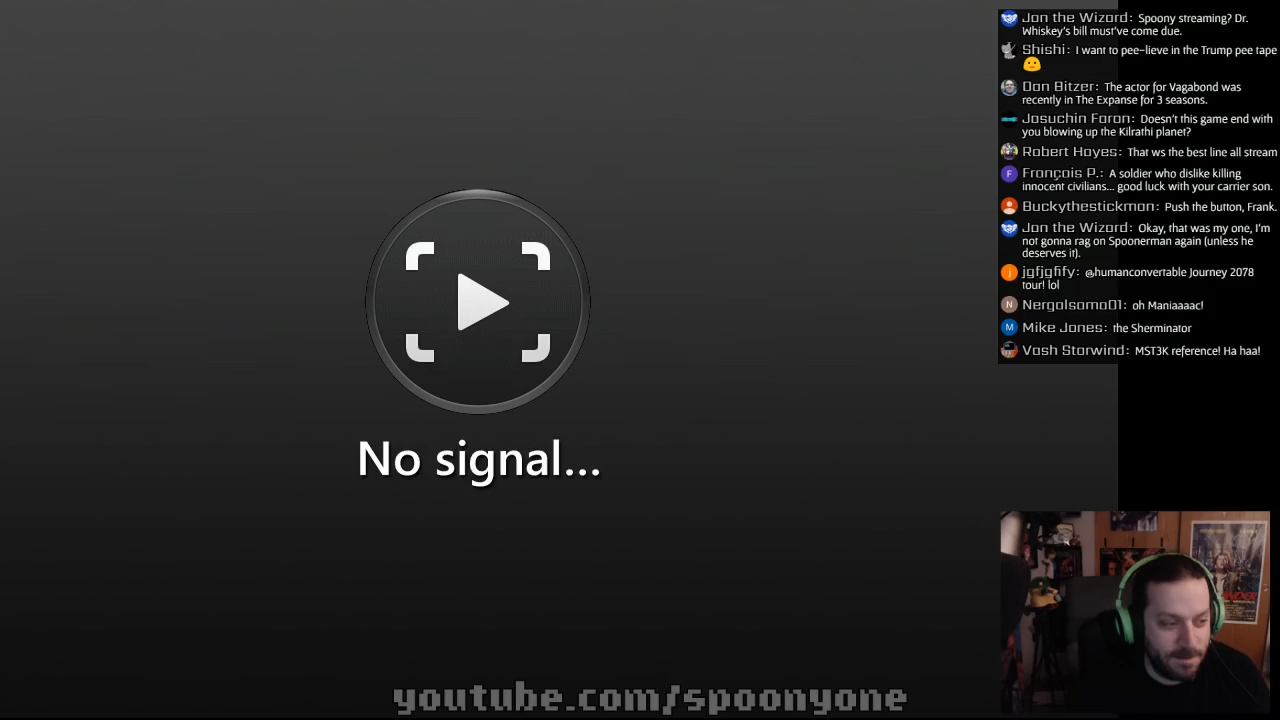 Jon the Wizard: Spoony streaming? Dr.
Whiskey's bill must've come due.
Shishi: I want to pee-lieve in the Trump pee tape
Dan Bitzer: The actor for Vagabond was
recently in The Expanse for 3 seasons.
Josuchin Faron: Doesn't this game end with
you blowing up the Kilrathi planet?
Robert Hayes: That ws the best line all stream
François P.: A soldier who dislike killing
innocent civilians... good luck with your carrier son.
Buckythestickman: Push the button, Frank.
Jon the Wizard: Okay, that was my one, I'm
not gonna rag on Spoonerman again (unless he
deserves it).
jgfjgfify: @humanconvertable Journey 2078
tour! lol
Nergalsama01: oh Maniaaaac!
Mike Jones: the Sherminator
Vash Starwind: MST3K reference! Ha haa!
No signal...
youtube.com/spoonyone